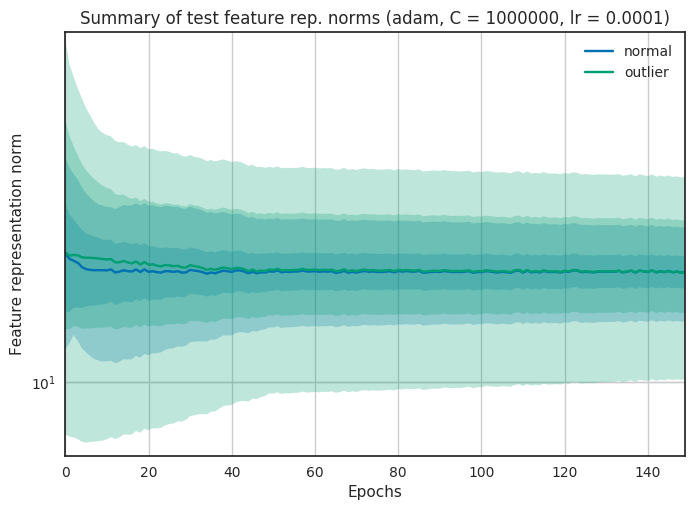 Summary of test feature rep. norms (adam, C = 1000000, lr = 0.0001)
normal
outlier
Feature representation norm
10¹
0 20 40 60 80 100 120 140
Epochs